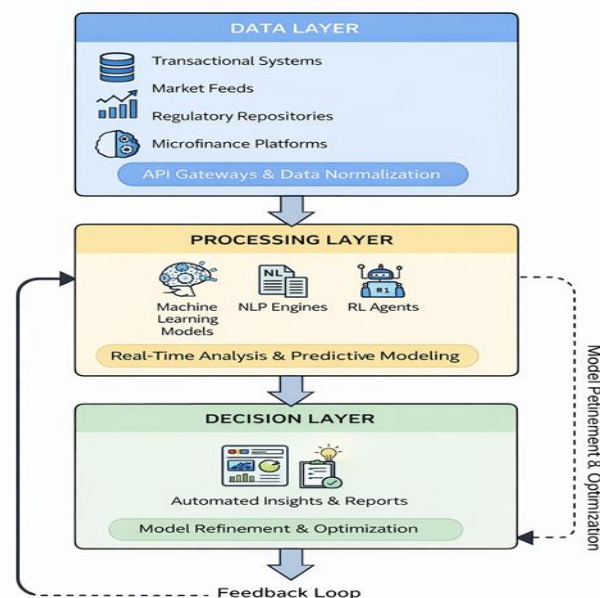 DATA LAYER
Transactional Systems
Market Feeds
Regulatory Repositories
Microfinance Platforms
API Gateways & Data Normalization
PROCESSING LAYER
NL
R1
Machine
Learning
Models
NLP Engines
RL Agents
Real-Time Analysis & Predictive Modeling
Model Petinement & Optimization
DECISION LAYER
Automated Insights & Reports
Model Refinement & Optimization
Feedback Loop